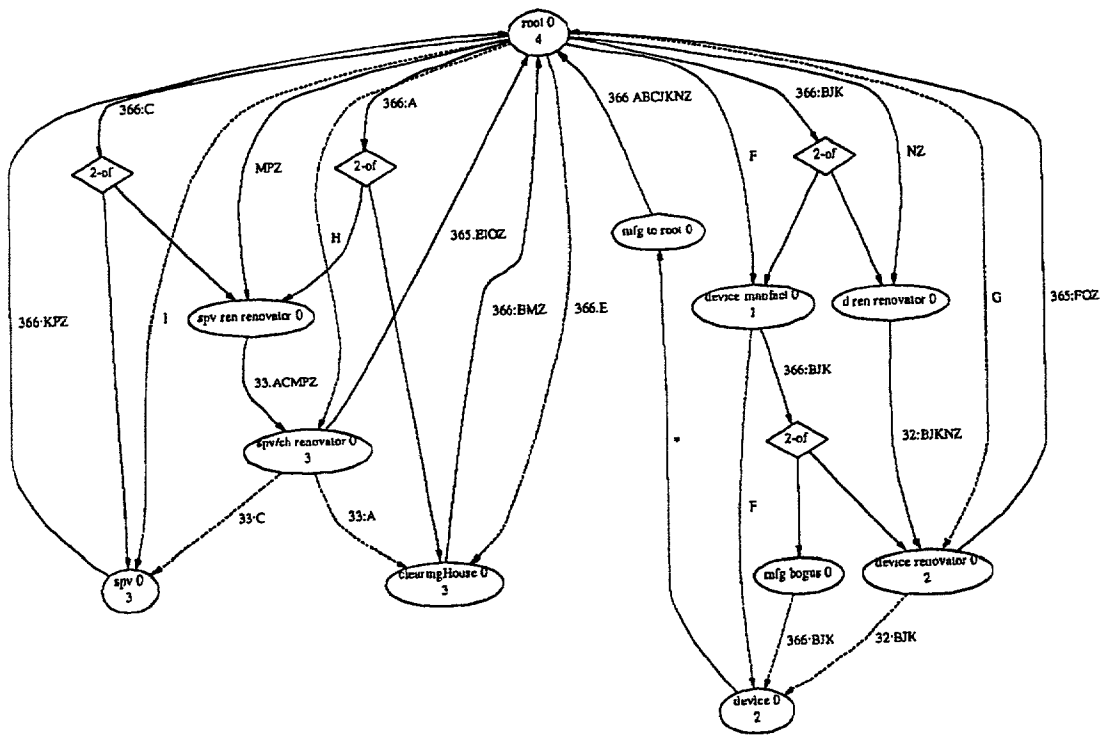 root 0
4
366:C
366:A
366 ABCJKNZ
366:BJK
2-of
MPZ
2-of
F
2-of
NZ
H
365.EIOZ
mfg to root 0
366·KPZ
I
spv ren renovator 0
366:BMZ
366.E
device manfact 0
1
d ren renovator 0
G
365:FOZ
33.ACMPZ
366:BJK
spv/ch renovator 0
3
*
2-of
32:BJKNZ
33·C
33:A
F
spv 0
3
clearingHouse 0
3
mfg bogus 0
device renovator 0
2
366·BJK
32·BJK
device 0
2